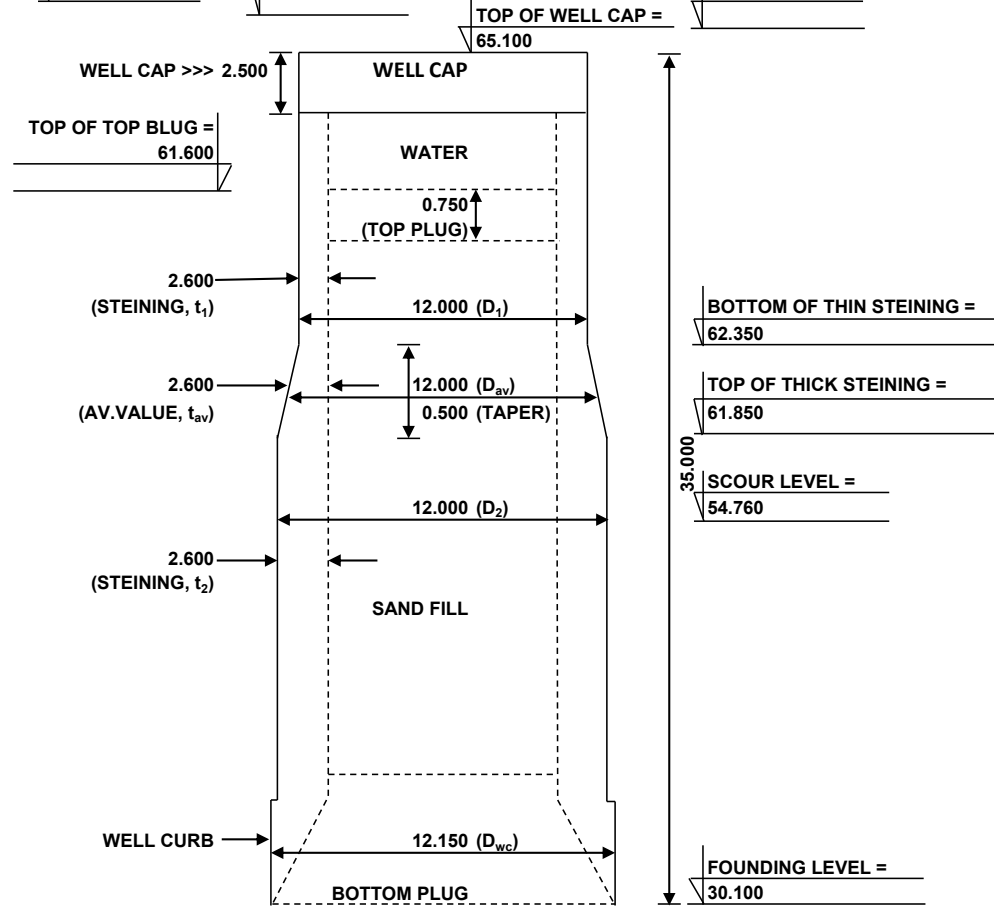 TOP OF WELL CAP =
65.100
WELL CAP >>> 2.500
WELL CAP
TOP OF TOP BLUG =
61.600
WATER
0.750
(TOP PLUG)
2.600
(STEINING, t₁)
12.000 (D₁)
BOTTOM OF THIN STEINING =
62.350
2.600
(AV.VALUE, tₐᵥ)
12.000 (Dₐᵥ)
0.500 (TAPER)
TOP OF THICK STEINING =
61.850
35.000
SCOUR LEVEL =
54.760
12.000 (D₂)
2.600
(STEINING, t₂)
SAND FILL
WELL CURB
12.150 (Dwc)
FOUNDING LEVEL =
30.100
BOTTOM PLUG